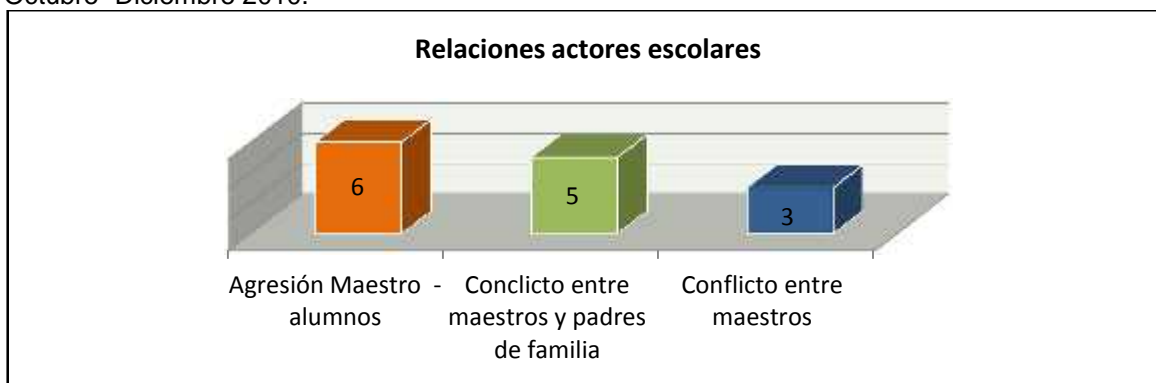 Octubre- Diciembre 2010.
Relaciones actores escolares
6
5
3
Agresión Maestro -
alumnos
Conclicto entre
maestros y padres
de familia
Conflicto entre
maestros